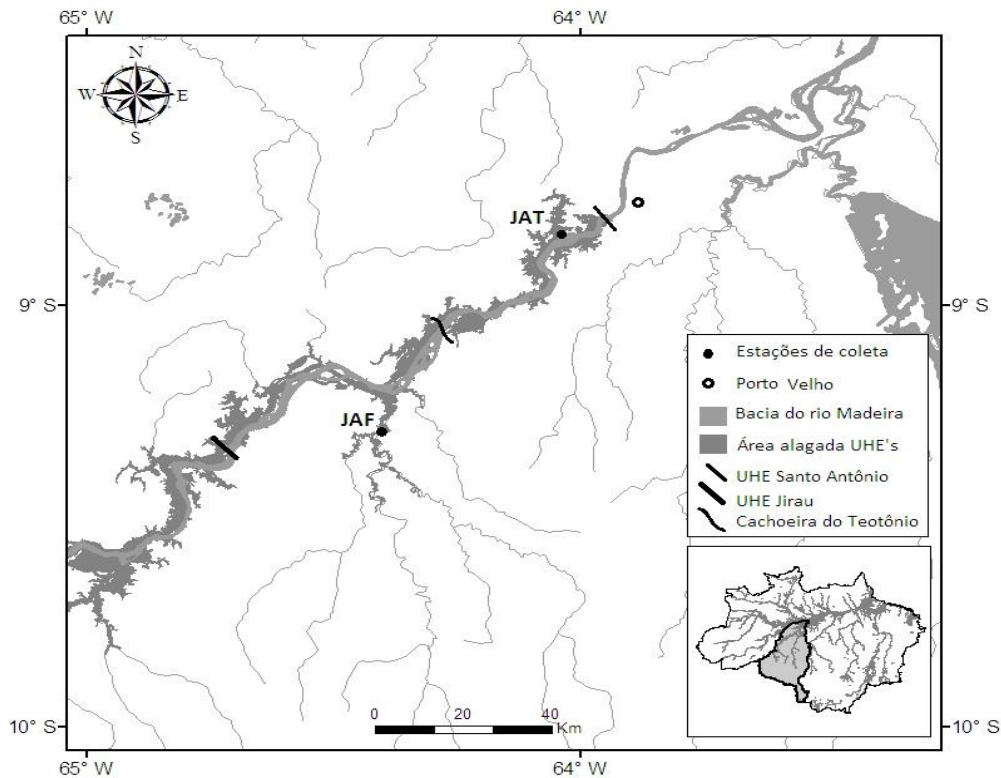 65° W
64° W
N
W
E
S
JAT
9° S
9° S
Estações de coleta
Porto Velho
JAF
Bacia do rio Madeira
Área alagada UHE's
UHE Santo Antônio
UHE Jirau
Cachoeira do Teotônio
0 20 40
Km
10° S
10° S
65° W
64° W